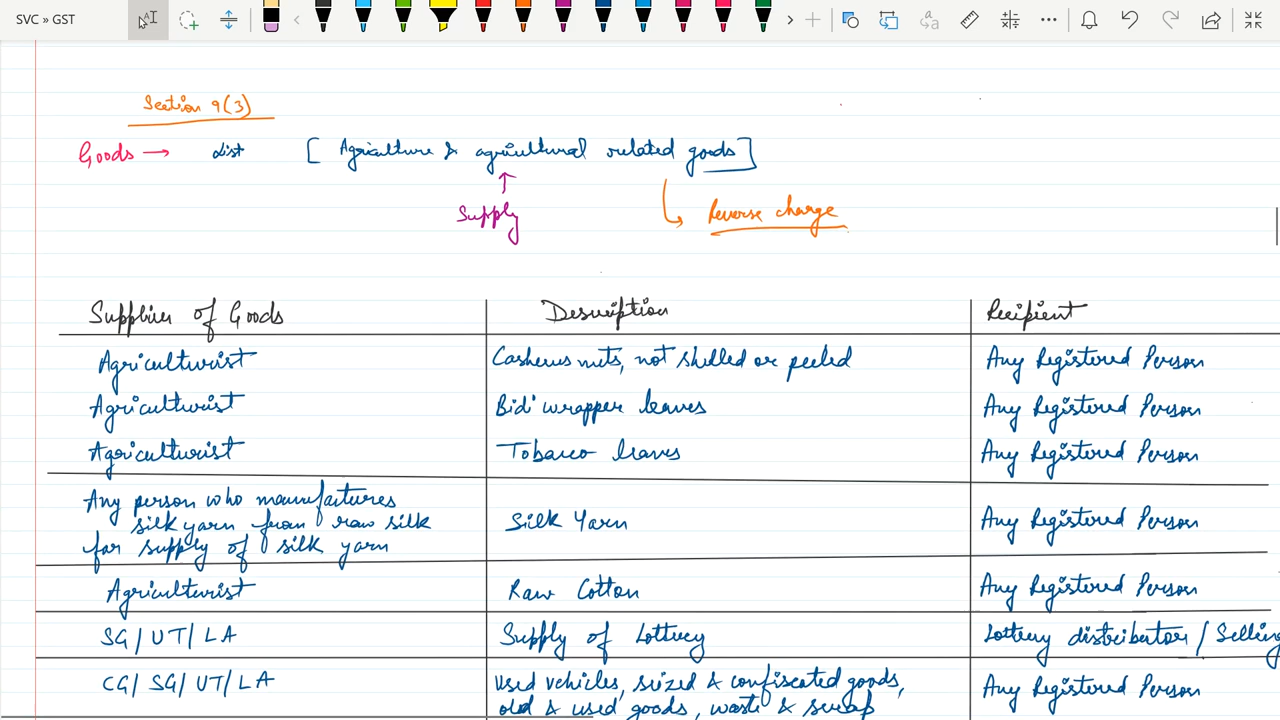 SVC » GST
Section 9(3)
Goods → List [ Agriculture & agricultural related goods ]
Supply
Reverse charge
Supplier of Goods Description Recipient
Agriculturist Cashews nuts, not shelled or peeled Any Registered Person
Agriculturist Bidi wrapper leaves Any Registered Person
Agriculturist Tobacco leaves Any Registered Person
Any person who manufactures
silk yarn from raw silk
for supply of silk yarn
Silk Yarn Any Registered Person
Agriculturist Raw Cotton Any Registered Person
SG/ UT/ LA Supply of Lottery Lottery distributor / Selling
CG/ SG/ UT/ LA Used vehicles, seized & confiscated goods, Any Registered Person
old & used goods, waste & scrap